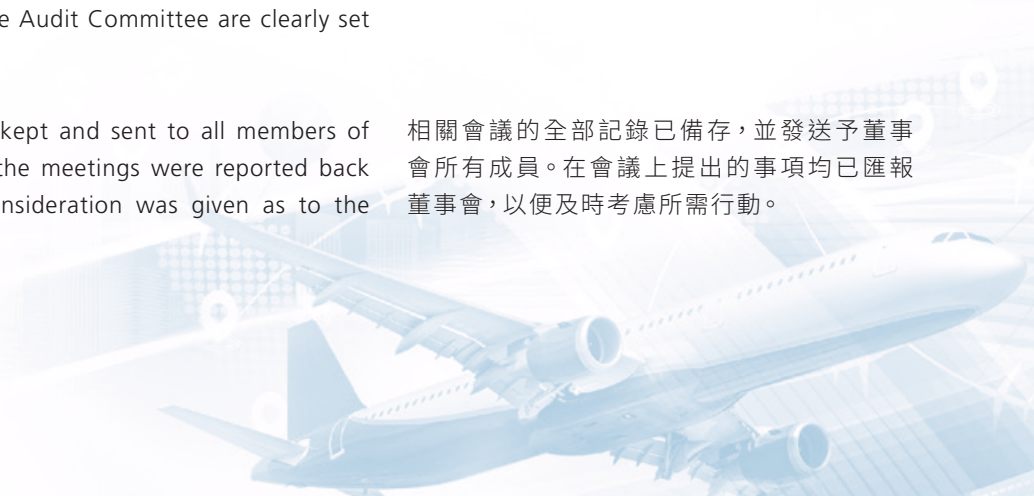 e Audit Committee are clearly set
kept and sent to all members of
the meetings were reported back
onsideration was given as to the
相關會議的全部記錄已備存，並發送予董事
會所有成員。在會議上提出的事項均已匯報
董事會，以便及時考慮所需行動。